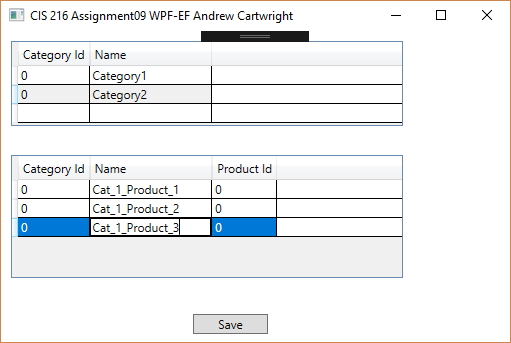 CIS 216 Assignment09 WPF-EF Andrew Cartwright
Category Id Name
0 Category1
0 Category2
Category Id Name Product Id
0 Cat_1_Product_1 0
0 Cat_1_Product_2 0
0 Cat_1_Product_3 0
Save